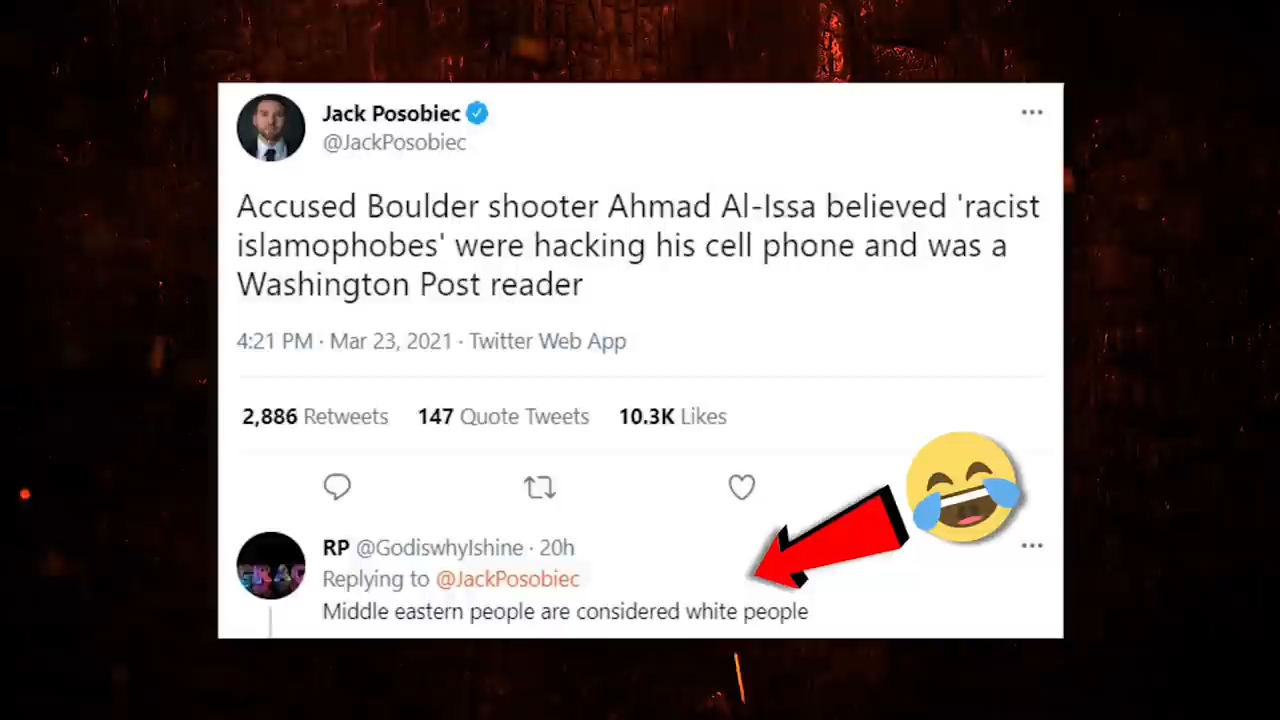 Jack Posobiec
@JackPosobiec
Accused Boulder shooter Ahmad Al-Issa believed 'racist
islamophobes' were hacking his cell phone and was a
Washington Post reader
4:21 PM · Mar 23, 2021 · Twitter Web App
2,886 Retweets 147 Quote Tweets 10.3K Likes
GRAC
RP @GodiswhyIshine · 20h
Replying to @JackPosobiec
Middle eastern people are considered white people